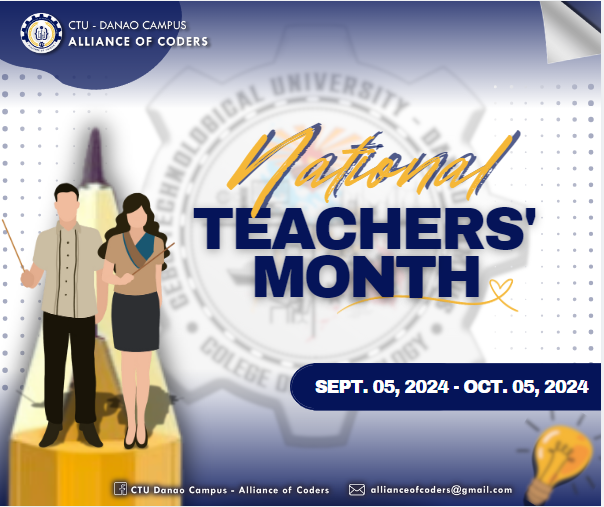 CTU - DANAO CAMPUS
ALLIANCE OF CODERS
National
TEACHERS'
MONTH
SEPT. 05, 2024 - OCT. 05, 2024
CTU Danao Campus - Alliance of Coders
allianceofcoders@gmail.com